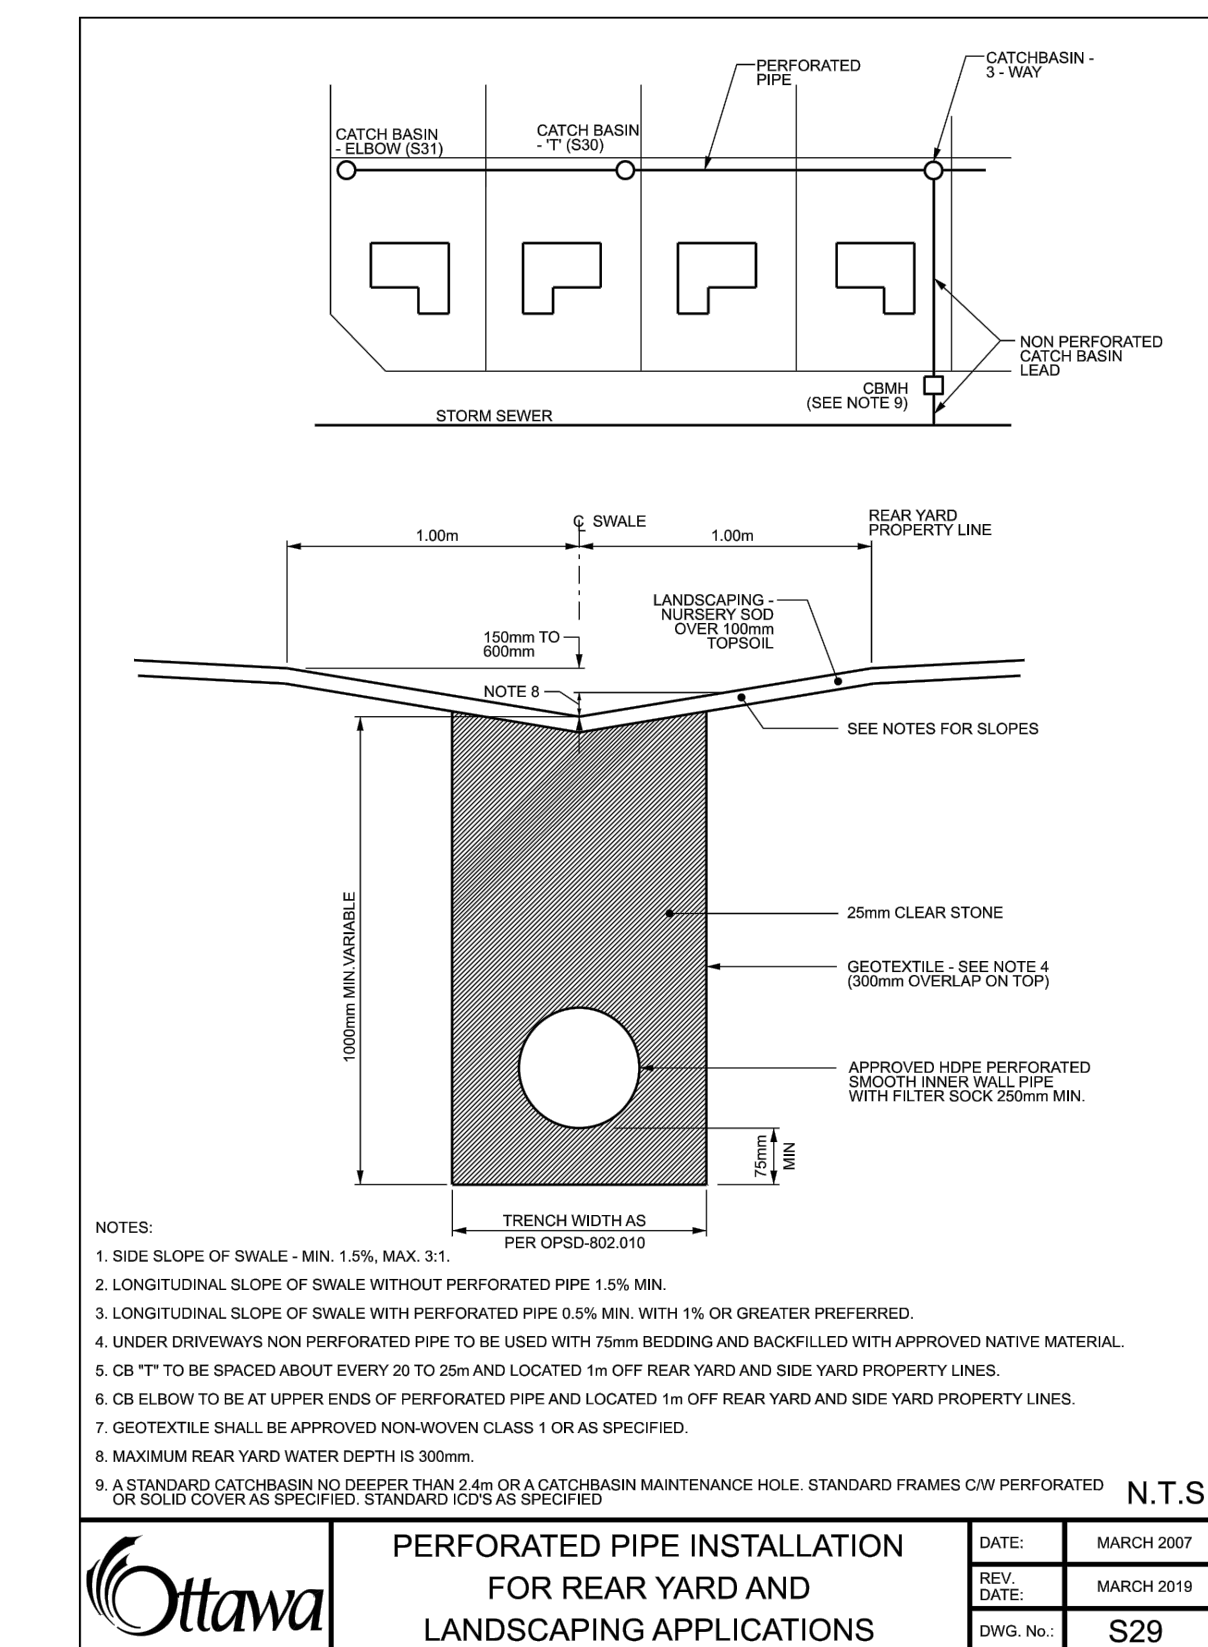 PERFORATED
PIPE
CATCHBASIN -
3 - WAY
CATCH BASIN
- ELBOW (S31)
CATCH BASIN
- 'T' (S30)
NON PERFORATED
CATCH BASIN
LEAD
CBMH
(SEE NOTE 9)
STORM SEWER
℄ SWALE
REAR YARD
PROPERTY LINE
1.00m
1.00m
LANDSCAPING -
NURSERY SOD
OVER 100mm
TOPSOIL
150mm TO
600mm
NOTE 8
SEE NOTES FOR SLOPES
1000mm MIN.VARIABLE
25mm CLEAR STONE
GEOTEXTILE - SEE NOTE 4
(300mm OVERLAP ON TOP)
APPROVED HDPE PERFORATED
SMOOTH INNER WALL PIPE
WITH FILTER SOCK 250mm MIN.
75mm
MIN
TRENCH WIDTH AS
PER OPSD-802.010
NOTES:
1. SIDE SLOPE OF SWALE - MIN. 1.5%, MAX. 3:1.
2. LONGITUDINAL SLOPE OF SWALE WITHOUT PERFORATED PIPE 1.5% MIN.
3. LONGITUDINAL SLOPE OF SWALE WITH PERFORATED PIPE 0.5% MIN. WITH 1% OR GREATER PREFERRED.
4. UNDER DRIVEWAYS NON PERFORATED PIPE TO BE USED WITH 75mm BEDDING AND BACKFILLED WITH APPROVED NATIVE MATERIAL.
5. CB "T" TO BE SPACED ABOUT EVERY 20 TO 25m AND LOCATED 1m OFF REAR YARD AND SIDE YARD PROPERTY LINES.
6. CB ELBOW TO BE AT UPPER ENDS OF PERFORATED PIPE AND LOCATED 1m OFF REAR YARD AND SIDE YARD PROPERTY LINES.
7. GEOTEXTILE SHALL BE APPROVED NON-WOVEN CLASS 1 OR AS SPECIFIED.
8. MAXIMUM REAR YARD WATER DEPTH IS 300mm.
9. A STANDARD CATCHBASIN NO DEEPER THAN 2.4m OR A CATCHBASIN MAINTENANCE HOLE. STANDARD FRAMES C/W PERFORATED
OR SOLID COVER AS SPECIFIED. STANDARD ICD'S AS SPECIFIED
N.T.S
Ottawa
PERFORATED PIPE INSTALLATION
FOR REAR YARD AND
LANDSCAPING APPLICATIONS
DATE:
MARCH 2007
REV.
DATE:
MARCH 2019
DWG. No.:
S29